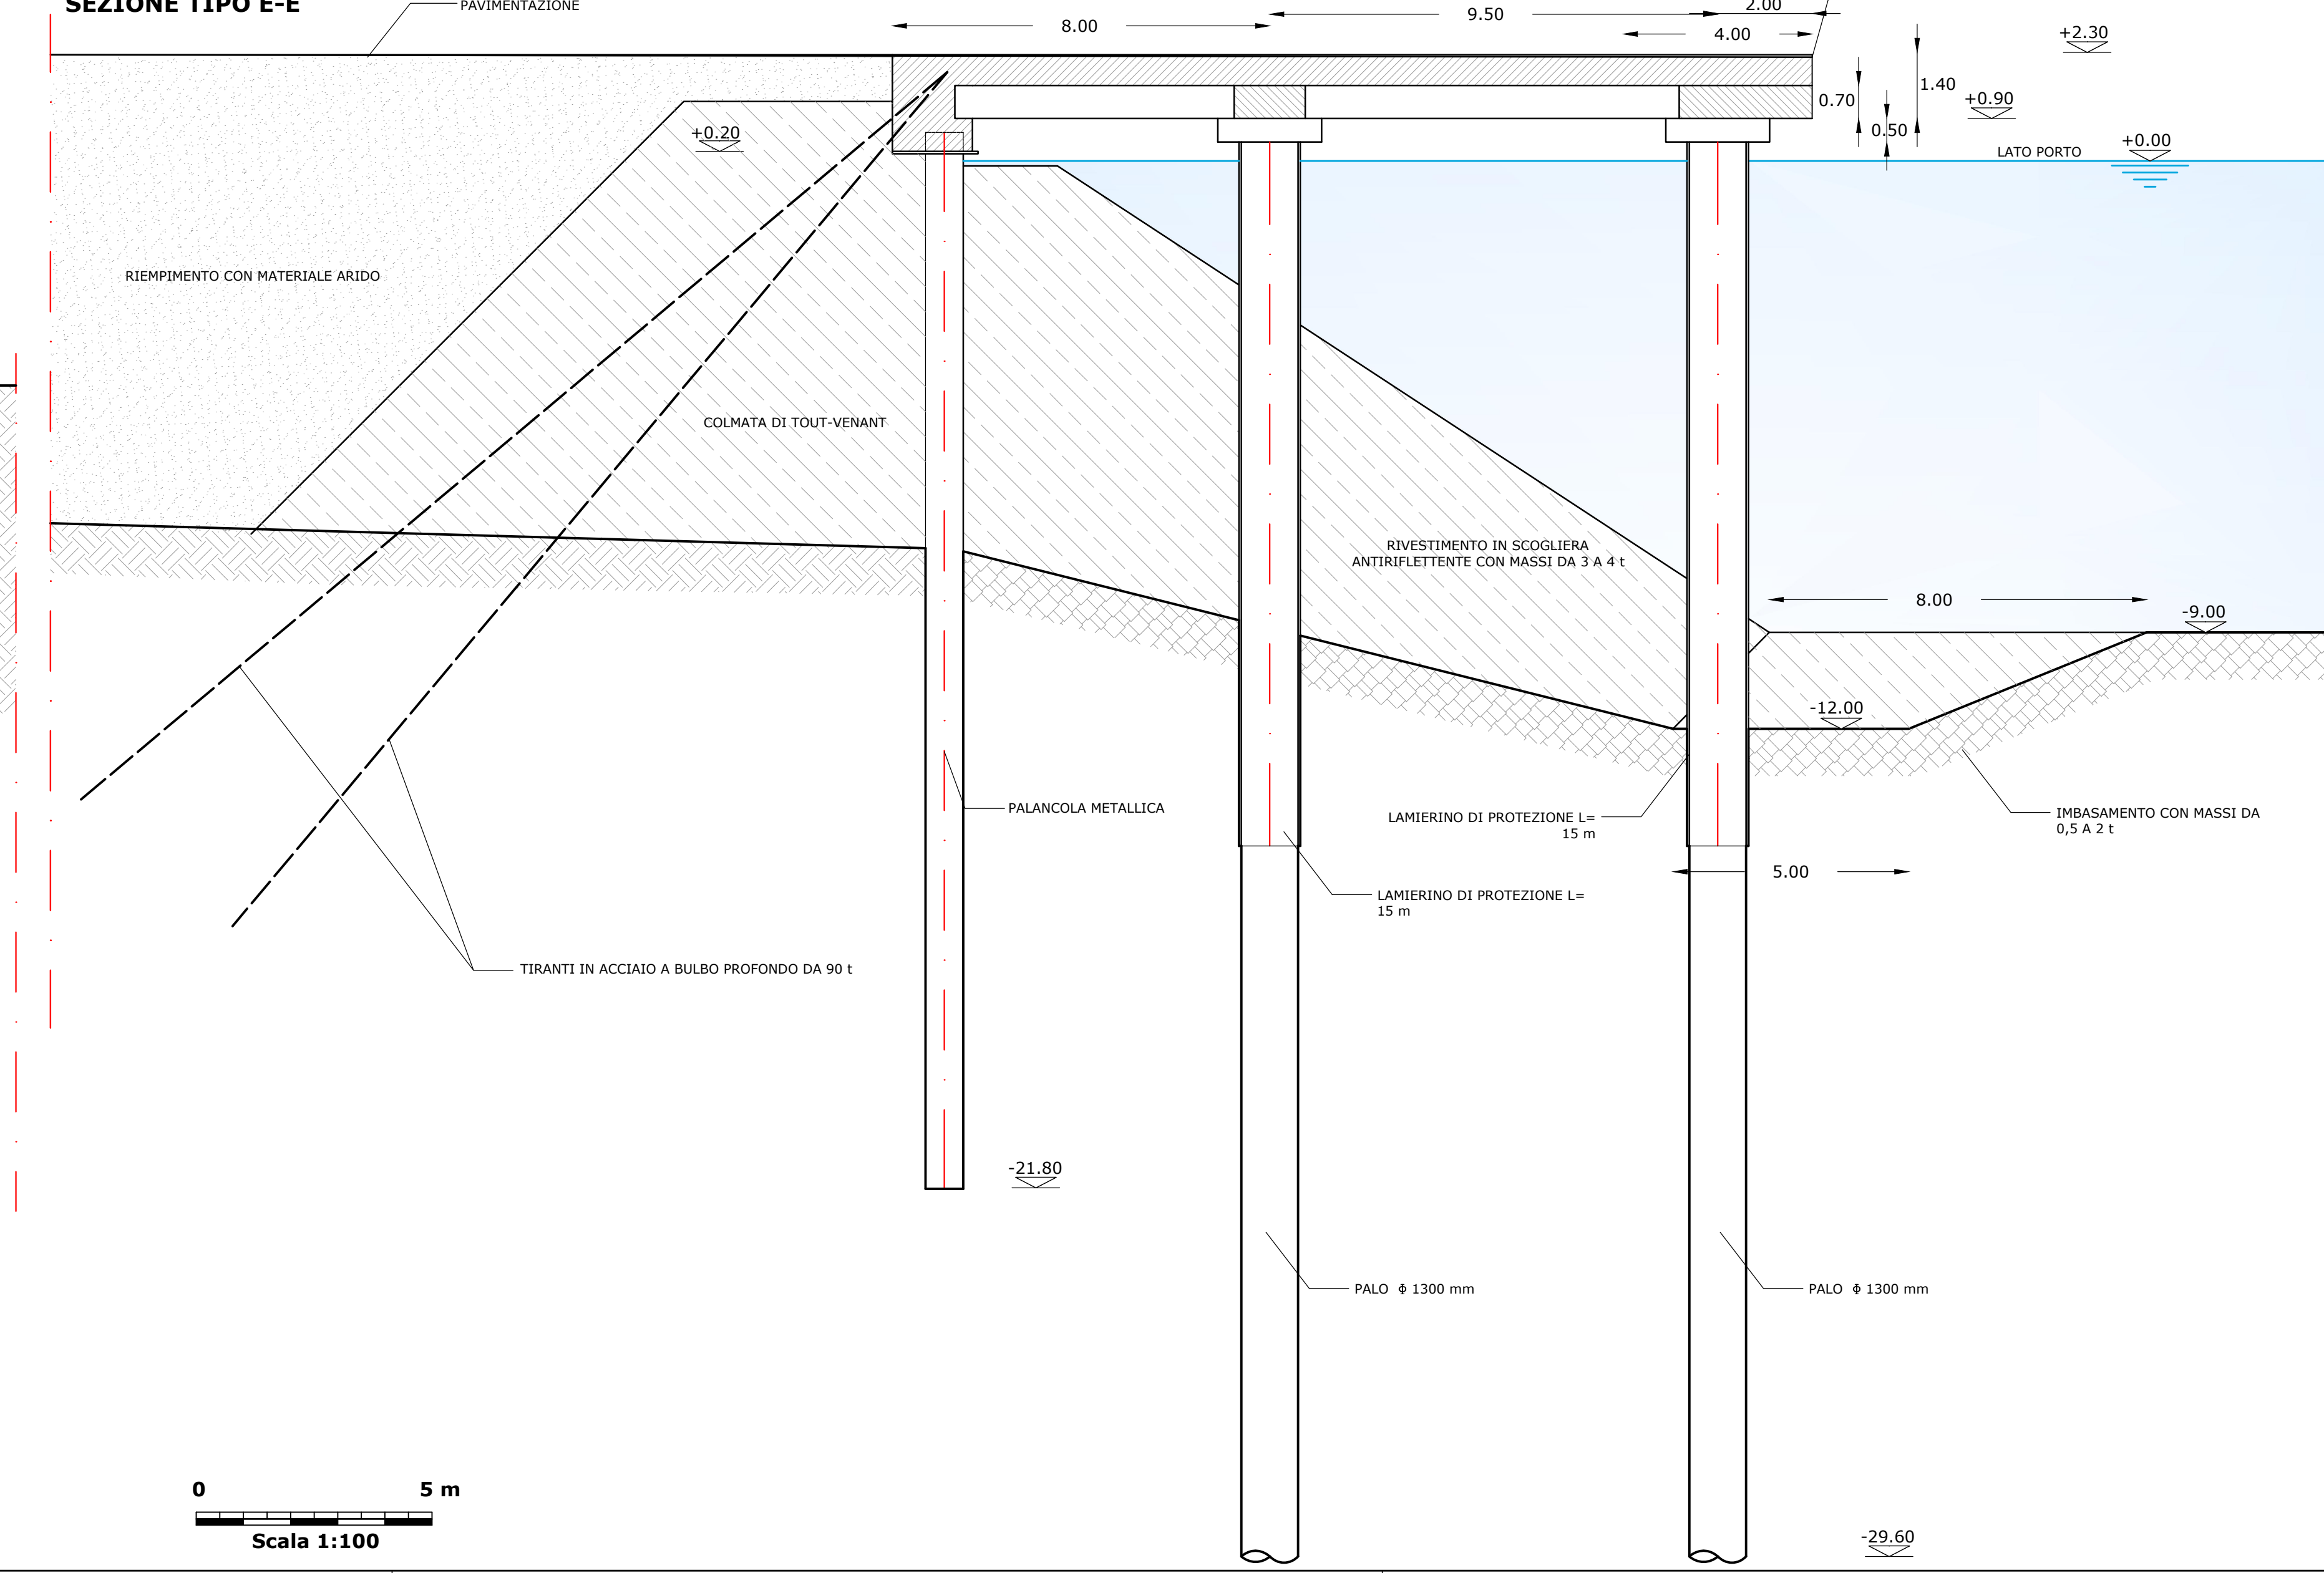 SEZIONE TIPO E-E
PAVIMENTAZIONE
8.00
9.50
2.00
4.00
+2.30
1.40
0.70
+0.90
0.50
+0.20
+0.00
LATO PORTO
RIEMPIMENTO CON MATERIALE ARIDO
COLMATA DI TOUT-VENANT
RIVESTIMENTO IN SCOGLIERA
ANTIRIFLETTENTE CON MASSI DA 3 A 4 t
8.00
-9.00
-12.00
PALANCOLA METALLICA
LAMIERINO DI PROTEZIONE L=
15 m
IMBASAMENTO CON MASSI DA
0,5 A 2 t
5.00
LAMIERINO DI PROTEZIONE L=
15 m
TIRANTI IN ACCIAIO A BULBO PROFONDO DA 90 t
-21.80
PALO Φ 1300 mm
PALO Φ 1300 mm
0 5 m
Scala 1:100
-29.60